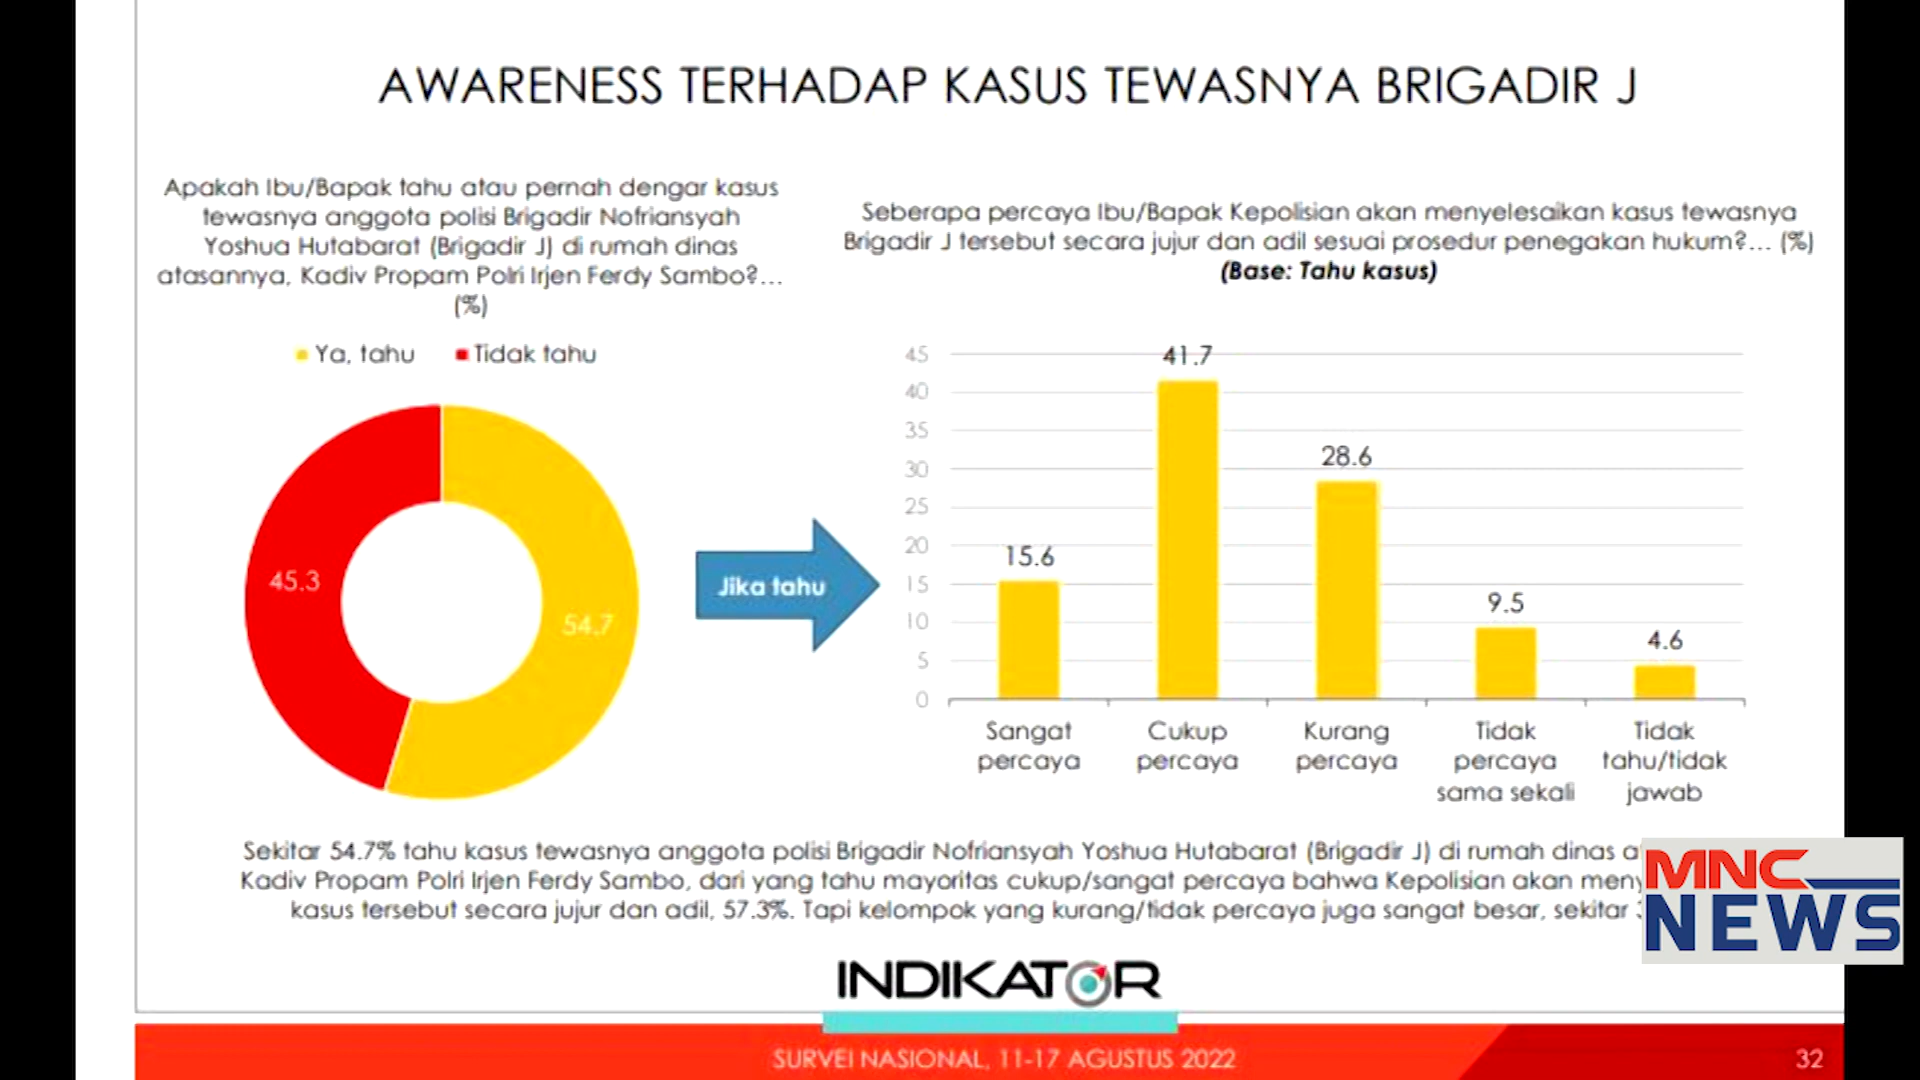 AWARENESS TERHADAP KASUS TEWASNYA BRIGADIR J
Apakah Ibu/Bapak tahu atau pernah dengar kasus
tewasnya anggota polisi Brigadir Nofriansyah
Yoshua Hutabarat (Brigadir J) di rumah dinas
atasannya, Kadiv Propam Polri Irjen Ferdy Sambo?...
(%)
Ya, tahu
Tidak tahu
45.3
54.7
Jika tahu
Seberapa percaya Ibu/Bapak Kepolisian akan menyelesaikan kasus tewasnya
Brigadir J tersebut secara jujur dan adil sesuai prosedur penegakan hukum?... (%)
(Base: Tahu kasus)
45
40
35
30
25
20
15
10
5
0
15.6
41.7
28.6
9.5
4.6
Sangat
percaya
Cukup
percaya
Kurang
percaya
Tidak
percaya
sama sekali
Tidak
tahu/tidak
jawab
Sekitar 54.7% tahu kasus tewasnya anggota polisi Brigadir Nofriansyah Yoshua Hutabarat (Brigadir J) di rumah dinas
Kadiv Propam Polri Irjen Ferdy Sambo, dari yang tahu mayoritas cukup/sangat percaya bahwa Kepolisian akan
kasus tersebut secara jujur dan adil, 57.3%. Tapi kelompok yang kurang/tidak percaya juga sangat besar, sekitar
MNC
NEWS
INDIKATOR
SURVEI NASIONAL, 11-17 AGUSTUS 2022
32